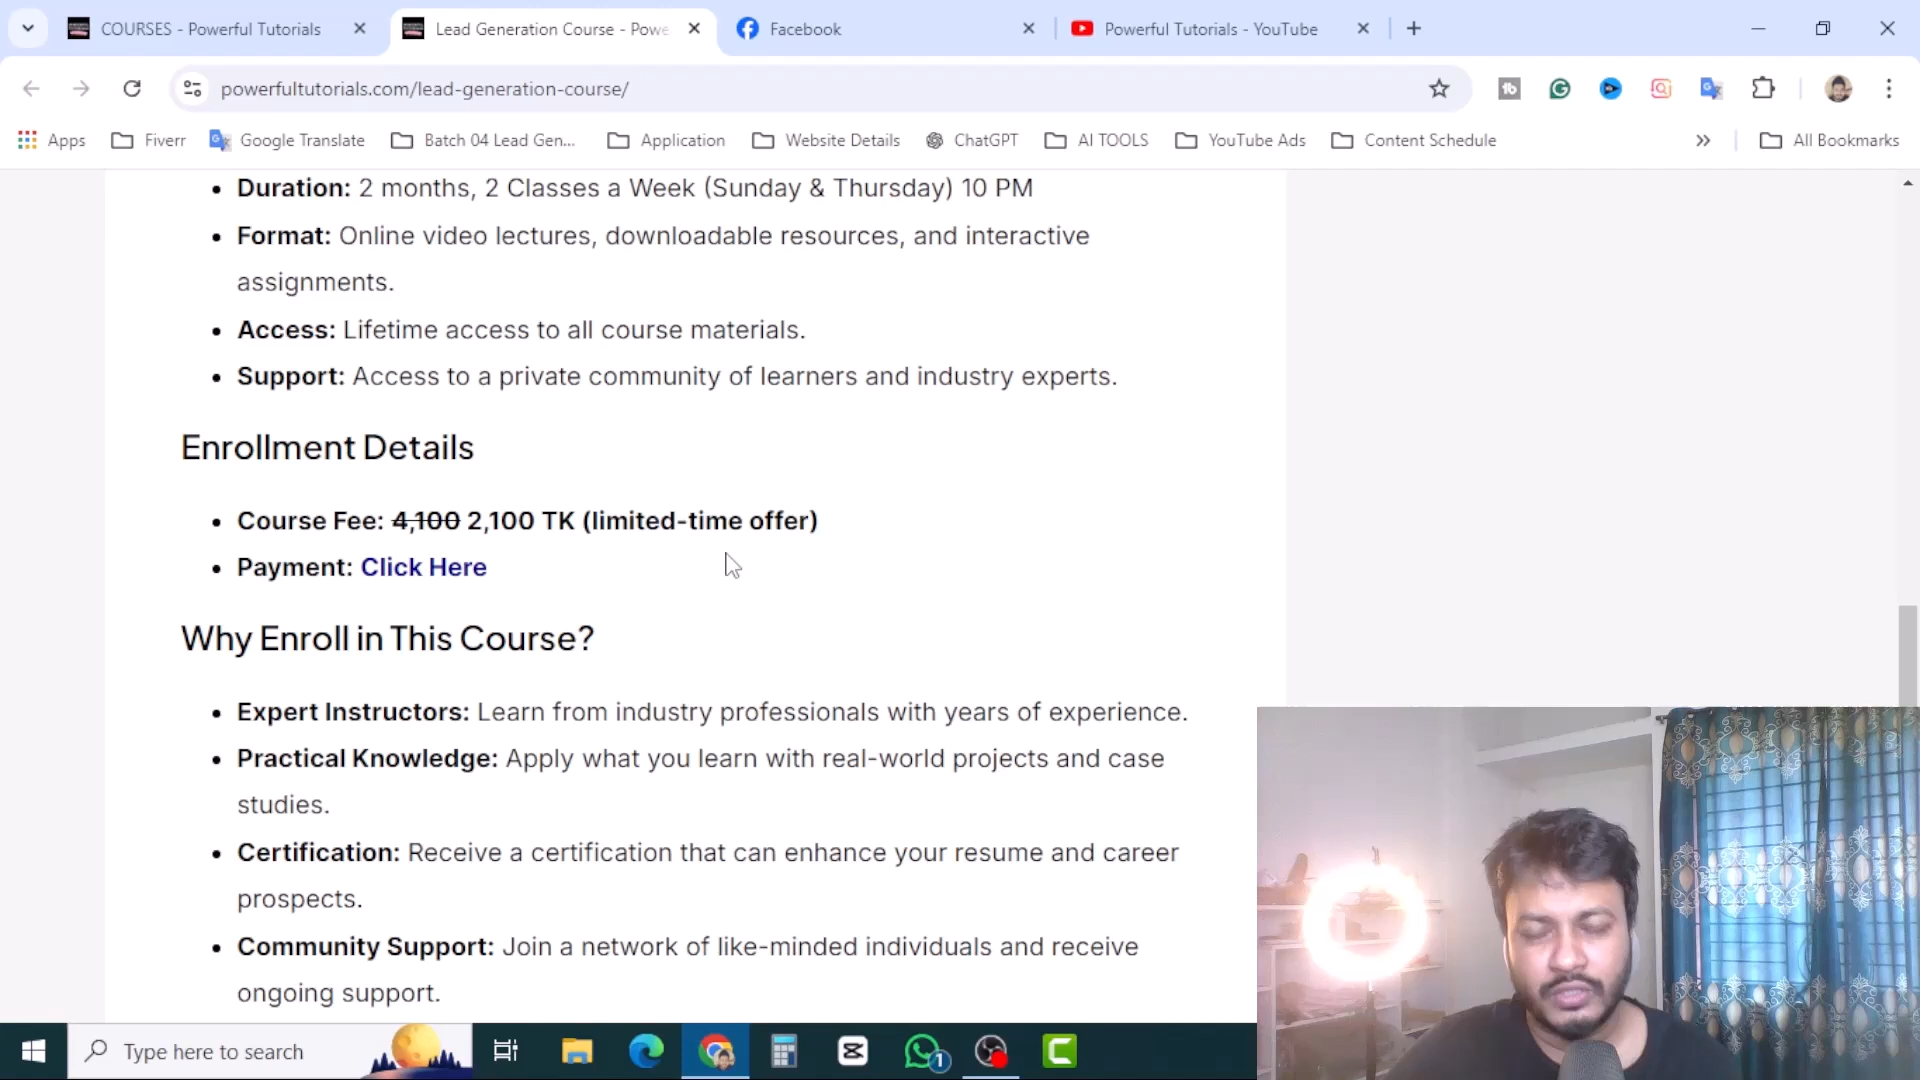 COURSES - Powerful Tutorials
Lead Generation Course - Powe
Facebook
Powerful Tutorials - YouTube
powerfultutorials.com/lead-generation-course/
Apps
Fiverr
Google Translate
Batch 04 Lead Gen...
Application
Website Details
ChatGPT
AI TOOLS
YouTube Ads
Content Schedule
All Bookmarks
• Duration: 2 months, 2 Classes a Week (Sunday & Thursday) 10 PM
• Format: Online video lectures, downloadable resources, and interactive
assignments.
• Access: Lifetime access to all course materials.
• Support: Access to a private community of learners and industry experts.
Enrollment Details
• Course Fee: 4,100 2,100 TK (limited-time offer)
• Payment: Click Here
Why Enroll in This Course?
• Expert Instructors: Learn from industry professionals with years of experience.
• Practical Knowledge: Apply what you learn with real-world projects and case
studies.
• Certification: Receive a certification that can enhance your resume and career
prospects.
• Community Support: Join a network of like-minded individuals and receive
ongoing support.
Type here to search
1